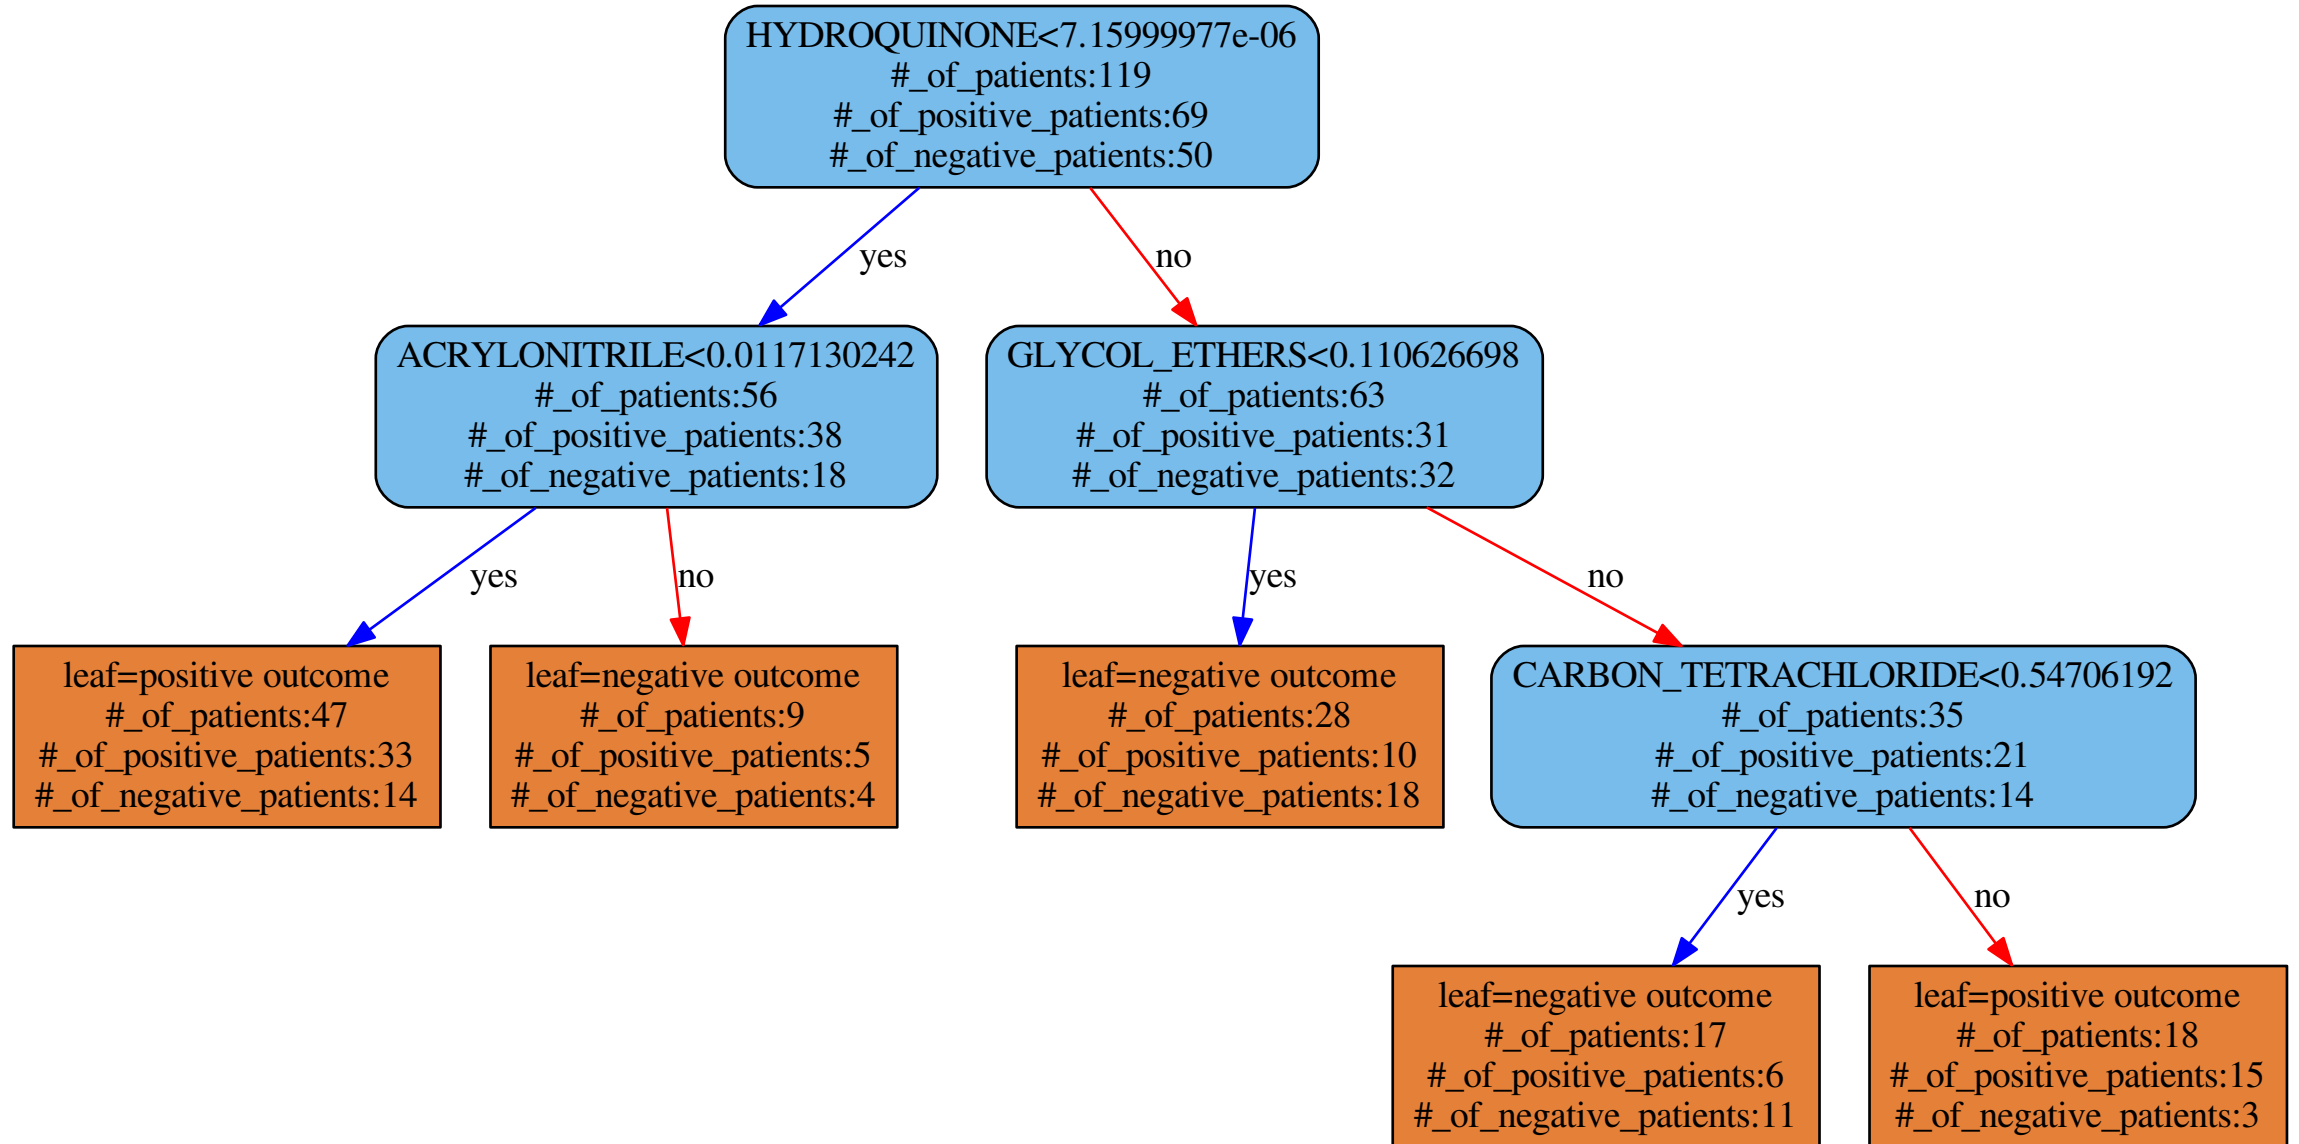 HYDROQUINONE<7.15999977e-06
#_of_patients:119
#_of_positive_patients:69
#_of_negative_patients:50
yes
no
ACRYLONITRILE<0.0117130242
#_of_patients:56
#_of_positive_patients:38
#_of_negative_patients:18
GLYCOL_ETHERS<0.110626698
#_of_patients:63
#_of_positive_patients:31
#_of_negative_patients:32
yes
no
yes
no
leaf=positive outcome
#_of_patients:47
#_of_positive_patients:33
#_of_negative_patients:14
leaf=negative outcome
#_of_patients:9
#_of_positive_patients:5
#_of_negative_patients:4
leaf=negative outcome
#_of_patients:28
#_of_positive_patients:10
#_of_negative_patients:18
CARBON_TETRACHLORIDE<0.54706192
#_of_patients:35
#_of_positive_patients:21
#_of_negative_patients:14
yes
no
leaf=negative outcome
#_of_patients:17
#_of_positive_patients:6
#_of_negative_patients:11
leaf=positive outcome
#_of_patients:18
#_of_positive_patients:15
#_of_negative_patients:3